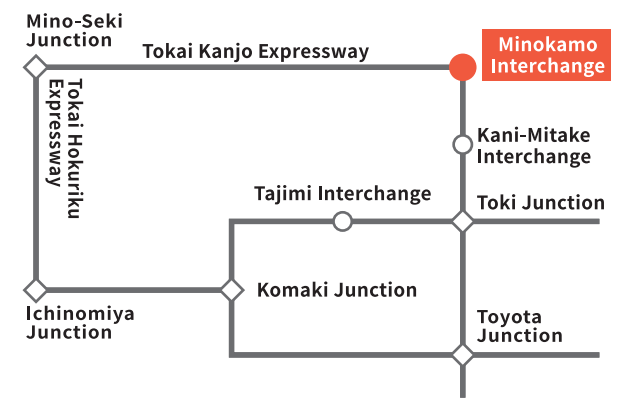 Mino-Seki
Junction
Tokai Kanjo Expressway
Minokamo
Interchange
Tokai Hokuriku
Expressway
Kani-Mitake
Interchange
Tajimi Interchange
Toki Junction
Komaki Junction
Ichinomiya
Junction
Toyota
Junction